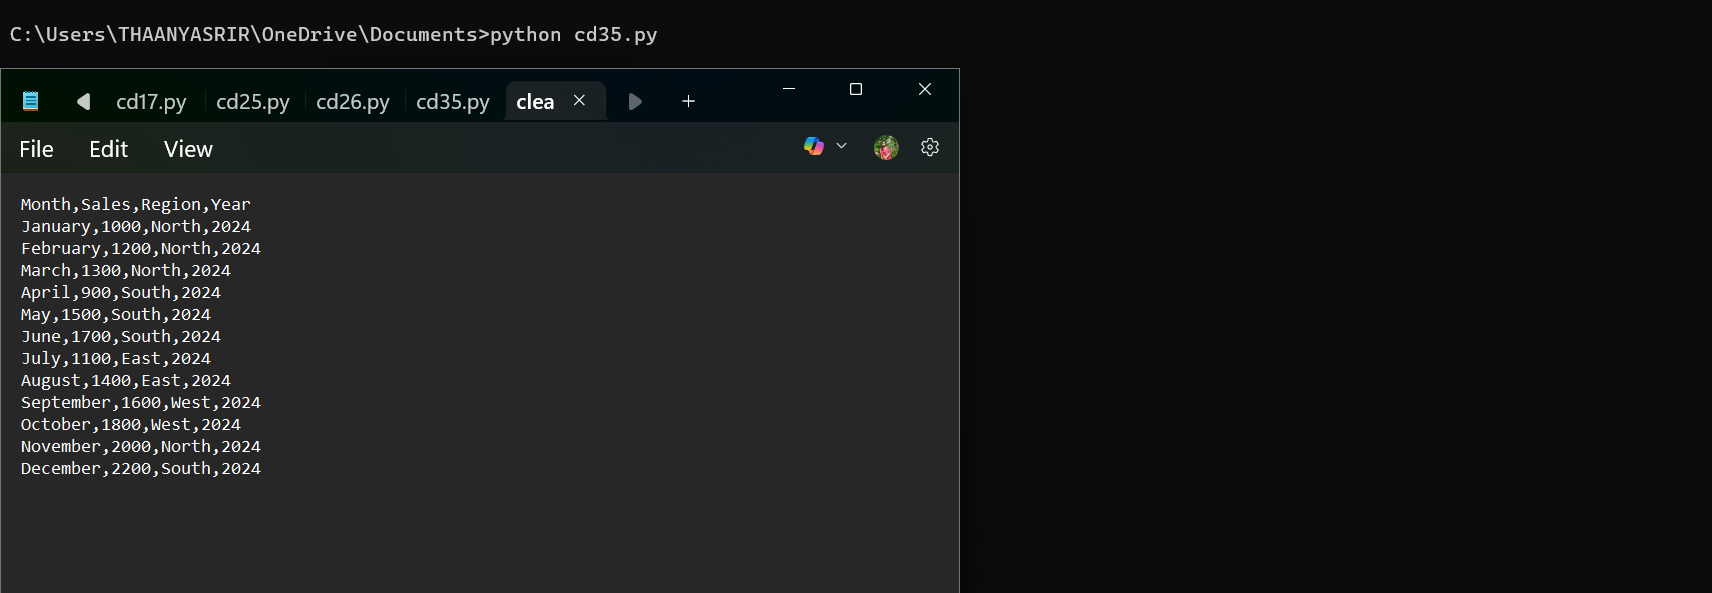 C:\Users\THAANYASRIR\OneDrive\Documents>python cd35.py
cd17.py cd25.py cd26.py cd35.py clea
File Edit View
Month,Sales,Region,Year
January,1000,North,2024
February,1200,North,2024
March,1300,North,2024
April,900,South,2024
May,1500,South,2024
June,1700,South,2024
July,1100,East,2024
August,1400,East,2024
September,1600,West,2024
October,1800,West,2024
November,2000,North,2024
December,2200,South,2024